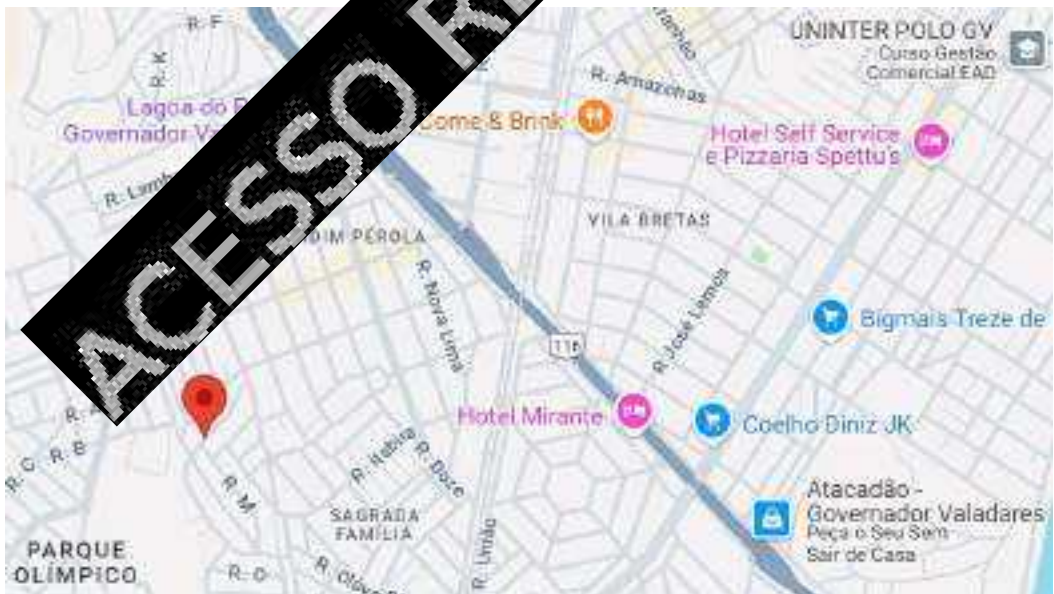 ACESSO
R. F
R. K
UNINTER POLO GV
Curso Gestão
Comercial EAD
R. Amazonas
Lagoa do
Governador
Come & Brink
Hotel Self Service
e Pizzaria Spettu's
VILA BRETAS
R. Nova Lima
R. José Lemos
116
Bigmais Treze de
Hotel Mirante
Coelho Diniz JK
R. B
R. G
R. M
R. Itabira
R. Doze
SAGRADA
FAMÍLIA
R. Limão
Atacadão -
Governador Valadares
Peça o Seu Sem
Sair de Casa
PARQUE
OLÍMPICO
R. O